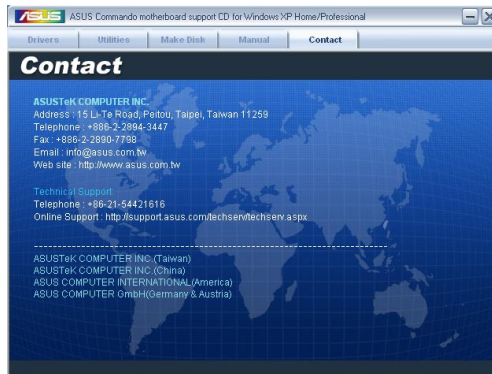 ASUS ASUS Commando motherboard support CD for Windows XP Home/Professional
Drivers Utilities Make Disk Manual Contact
Contact
ASUSTeK COMPUTER INC.
Address : 15 Li-Te Road, Peitou, Taipei, Taiwan 11259
Telephone : +886-2-2894-3447
Fax : +886-2-2890-7798
Email : info@asus.com.tw
Web site : http://www.asus.com.tw
Technical Support
Telephone : +86-21-54421616
Online Support : http://support.asus.com/techserv/techserv.aspx
ASUSTeK COMPUTER INC.(Taiwan)
ASUSTeK COMPUTER INC.(China)
ASUS COMPUTER INTERNATIONAL(America)
ASUS COMPUTER GmbH(Germany & Austria)